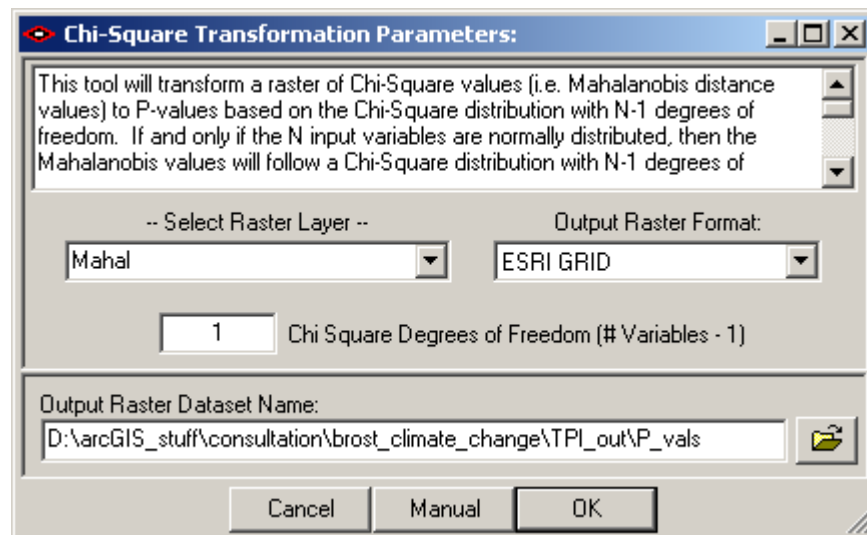 Chi-Square Transformation Parameters:
This tool will transform a raster of Chi-Square values (i.e. Mahalanobis distance
values) to P-values based on the Chi-Square distribution with N-1 degrees of
freedom.  If and only if the N input variables are normally distributed, then the
Mahalanobis values will follow a Chi-Square distribution with N-1 degrees of
-- Select Raster Layer --
Output Raster Format:
Mahal
ESRI GRID
1 Chi Square Degrees of Freedom (# Variables - 1)
Output Raster Dataset Name:
D:\arcGIS_stuff\consultation\brost_climate_change\TPI_out\P_vals
Cancel Manual OK